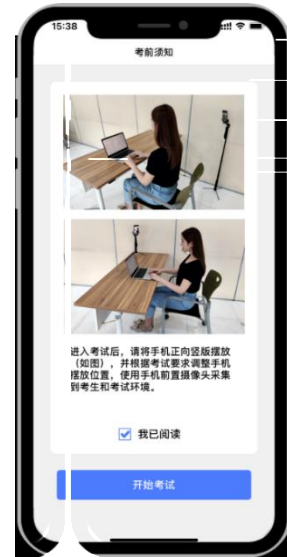 15:38
考前须知
进入考试后，请将手机正向竖版摆放
（如图），并根据考试要求调整手机
摆放位置，使用手机前置摄像头采集
到考生和考试环境。
我已阅读
开始考试